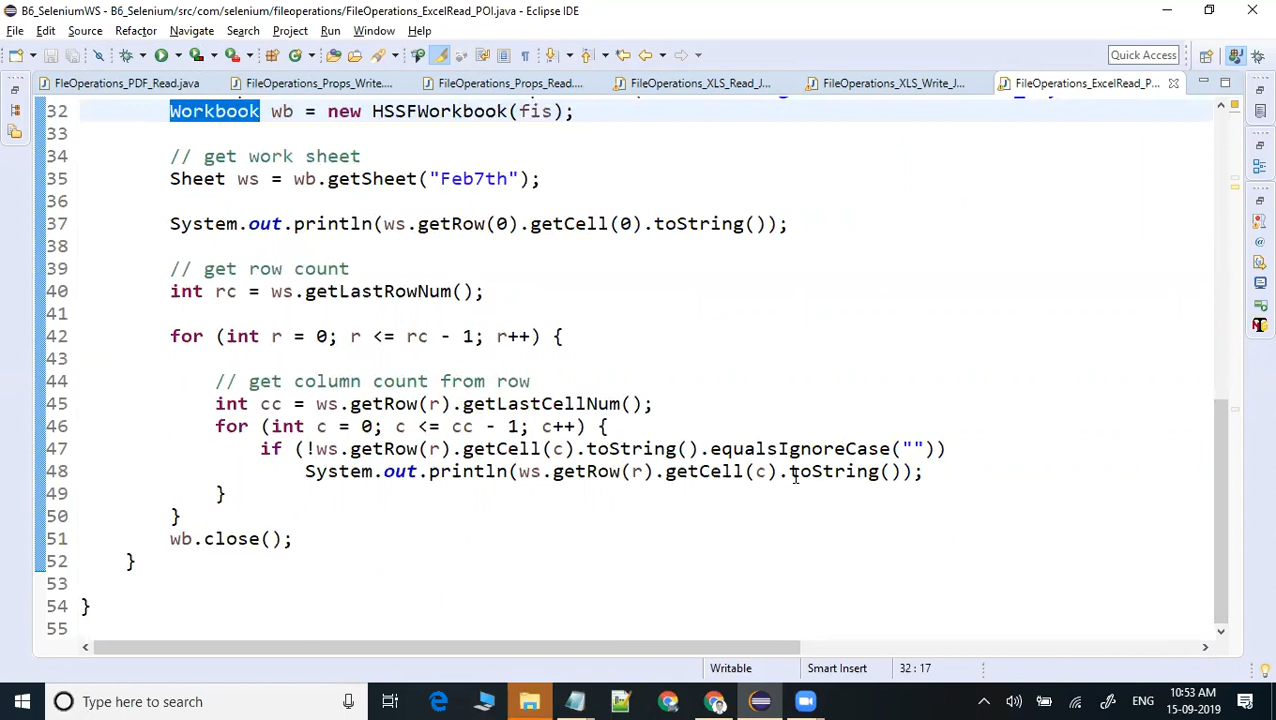 B6_SeleniumWS - B6_Selenium/src/com/selenium/fileoperations/FileOperations_ExcelRead_POI.java - Eclipse IDE
File Edit Source Refactor Navigate Search Project Run Window Help
Quick Access
FileOperations_PDF_Read.java FileOperations_Props_Write.... FileOperations_Props_Read.... FileOperations_XLS_Read_J... FileOperations_XLS_Write_J... FileOperations_ExcelRead_P...
32 Workbook wb = new HSSFWorkbook(fis);
33
34 // get work sheet
35 Sheet ws = wb.getSheet("Feb7th");
36
37 System.out.println(ws.getRow(0).getCell(0).toString());
38
39 // get row count
40 int rc = ws.getLastRowNum();
41
42 for (int r = 0; r <= rc - 1; r++) {
43
44 // get column count from row
45 int cc = ws.getRow(r).getLastCellNum();
46 for (int c = 0; c <= cc - 1; c++) {
47 if (!ws.getRow(r).getCell(c).toString().equalsIgnoreCase(""))
48 System.out.println(ws.getRow(r).getCell(c).toString());
49 }
50 }
51 wb.close();
52 }
53
54 }
55
Writable Smart Insert 32 : 17
Type here to search
ENG
10:53 AM
15-09-2019